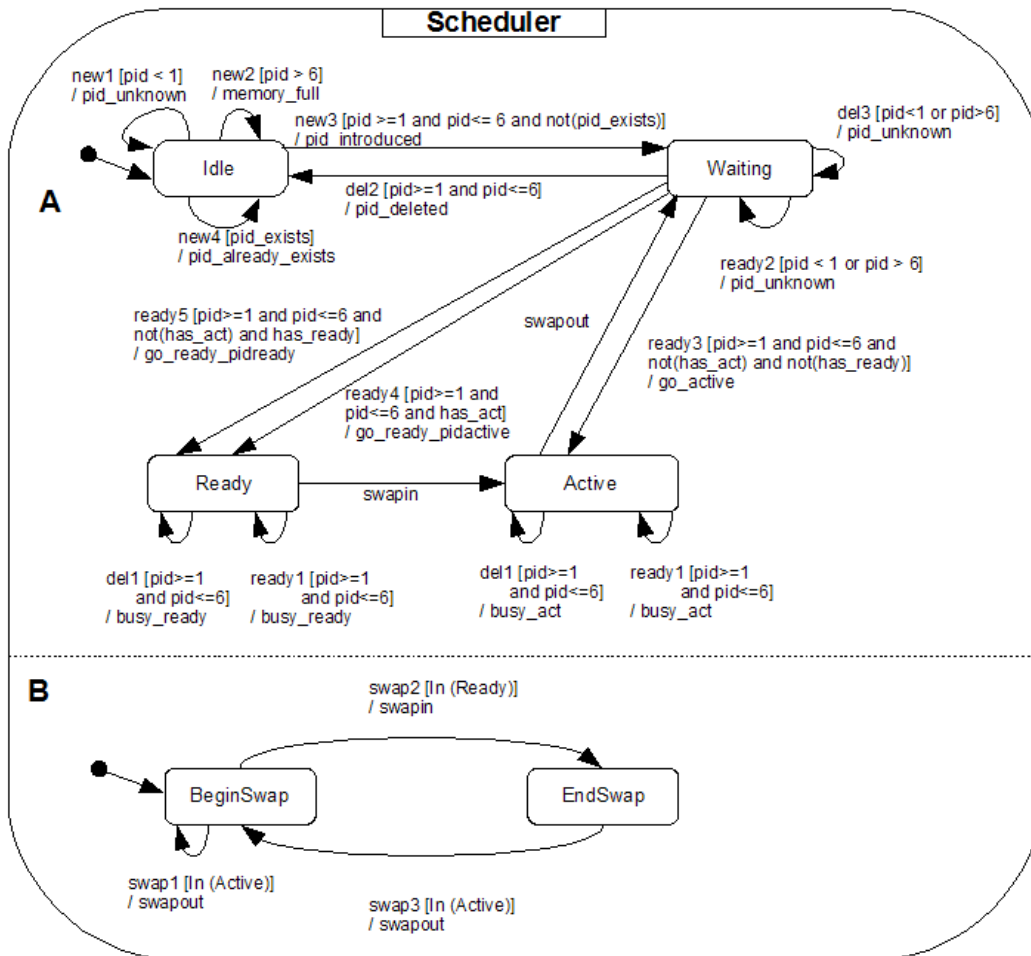 Scheduler
new1 [pid < 1]
/ pid_unknown
new2 [pid > 6]
/ memory_full
new3 [pid >=1 and pid<= 6 and not(pid_exists)]
/ pid_introduced
del3 [pid<1 or pid>6]
/ pid_unknown
Idle
Waiting
A
del2 [pid>=1 and pid<=6]
/ pid_deleted
new4 [pid_exists]
/ pid_already_exists
ready2 [pid < 1 or pid > 6]
/ pid_unknown
ready5 [pid>=1 and pid<=6 and
not(has_act) and has_ready]
/ go_ready_pidready
swapout
ready3 [pid>=1 and pid<=6 and
not(has_act) and not(has_ready)]
/ go_active
ready4 [pid>=1 and
pid<=6 and has_act]
/ go_ready_pidactive
Ready
swapin
Active
del1 [pid>=1
and pid<=6]
/ busy_ready
ready1 [pid>=1
and pid<=6]
/ busy_ready
del1 [pid>=1
and pid<=6]
/ busy_act
ready1 [pid>=1
and pid<=6]
/ busy_act
B
swap2 [In (Ready)]
/ swapin
BeginSwap
EndSwap
swap1 [In (Active)]
/ swapout
swap3 [In (Active)]
/ swapout